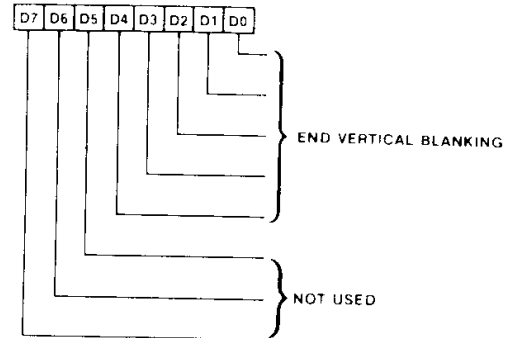 D7 D6 D5 D4 D3 D2 D1 D0
END VERTICAL BLANKING
NOT USED